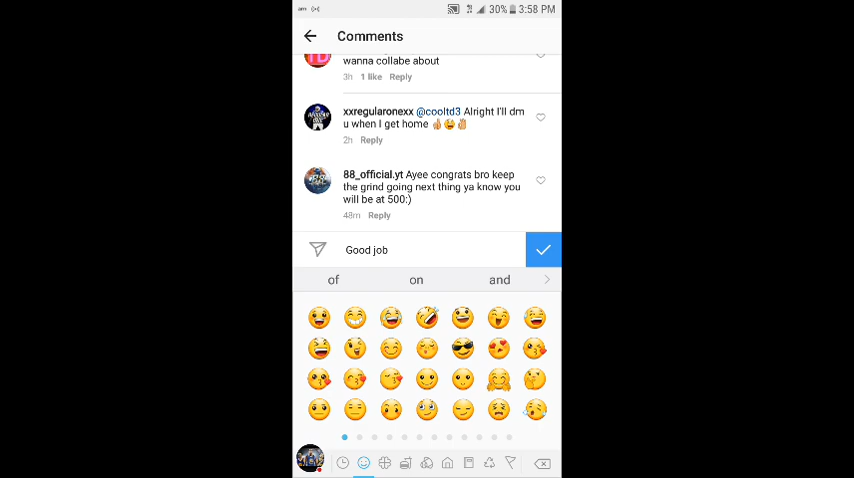 am
30% 3:58 PM
Comments
wanna collabe about
3h 1 like Reply
xxregularonexx @cooltd3 Alright I'll dm
u when I get home
2h Reply
88_official.yt Ayee congrats bro keep
the grind going next thing ya know you
will be at 500:)
48m Reply
Good job
of on and